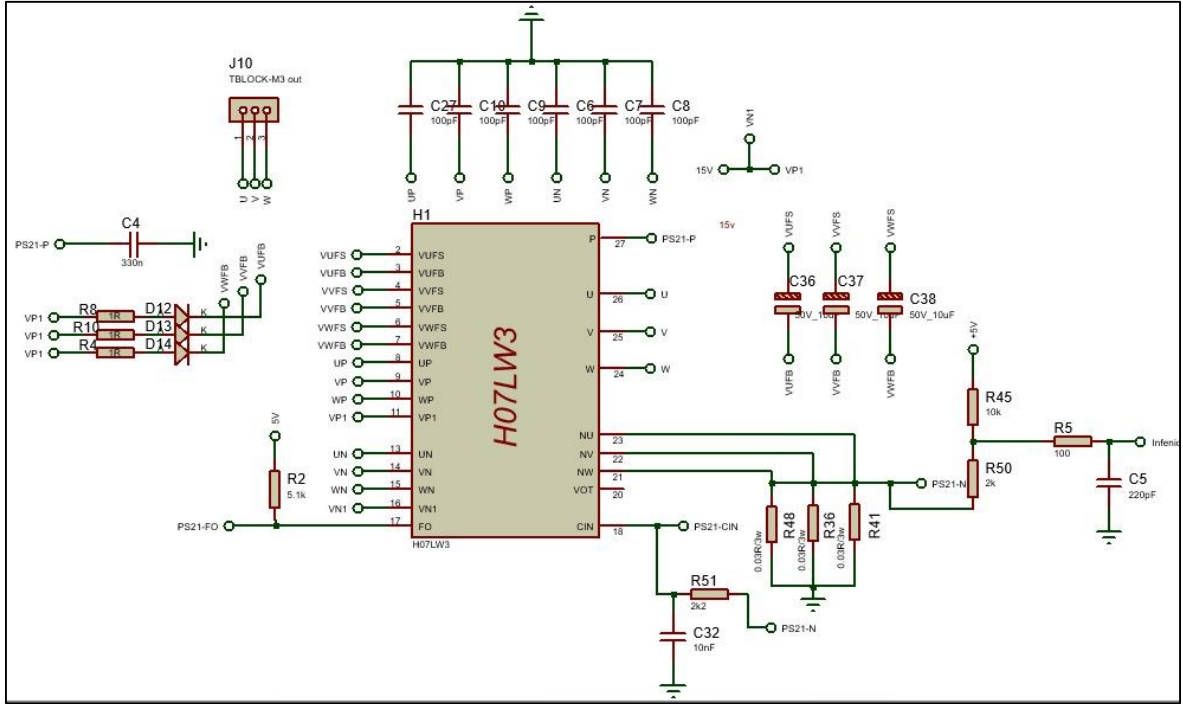 J10
TBLOCK-M3 out
1
2
3
U
V
W
C27
100pF
C10
100pF
C9
100pF
C6
100pF
C7
100pF
C8
100pF
UP
VP
WP
UN
VN
WN
VN1
15V
VP1
15v
C4
PS21-P
330n
VWFB
VVFB
VUFB
VP1
R8
1R
D12
A
K
VP1
R10
1R
D13
A
K
VP1
R4
1R
D14
A
K
H1
H07LW3
H07LW3
VUFS 2 VUFS
VUFB 3 VUFB
VVFS 4 VVFS
VVFB 5 VVFB
VWFS 6 VWFS
VWFB 7 VWFB
UP 8 UP
VP 9 VP
WP 10 WP
VP1 11 VP1
UN 13 UN
VN 14 VN
WN 15 WN
VN1 16 VN1
PS21-FO 17 FO
5V
R2
5.1k
P 27 PS21-P
U 26 U
V 25 V
W 24 W
NU 23
NV 22
NW 21
VOT 20
CIN 18 PS21-CIN
VUFS
VVFS
VWFS
C36
50V_10uF
C37
50V_10uF
C38
50V_10uF
VUFB
VVFB
VWFB
+5V
R45
10k
R5
100
R50
2k
C5
220pF
PS21-N
R48
0.03R/3w
R36
0.03R/3w
R41
0.03R/3w
R51
2k2
PS21-N
C32
10nF